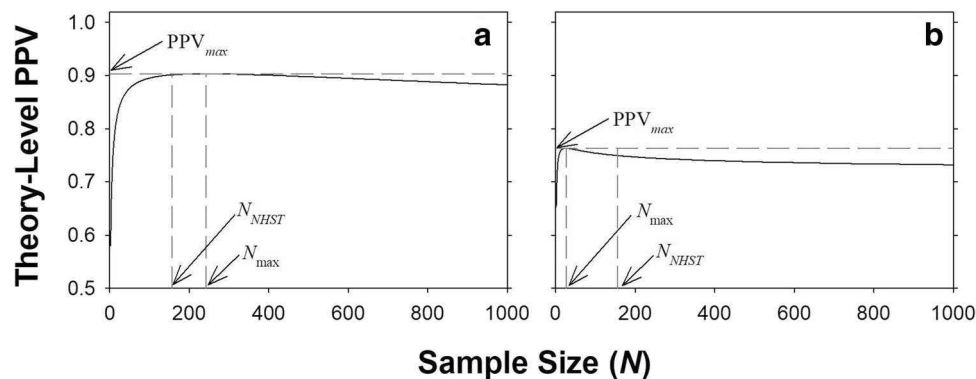 Theory-Level PPV
1.0
0.9
0.8
0.7
0.6
0.5
a
PPVmax
NNHST
Nmax
0 200 400 600 800 1000
b
PPVmax
Nmax
NNHST
0 200 400 600 800 1000
Sample Size (N)